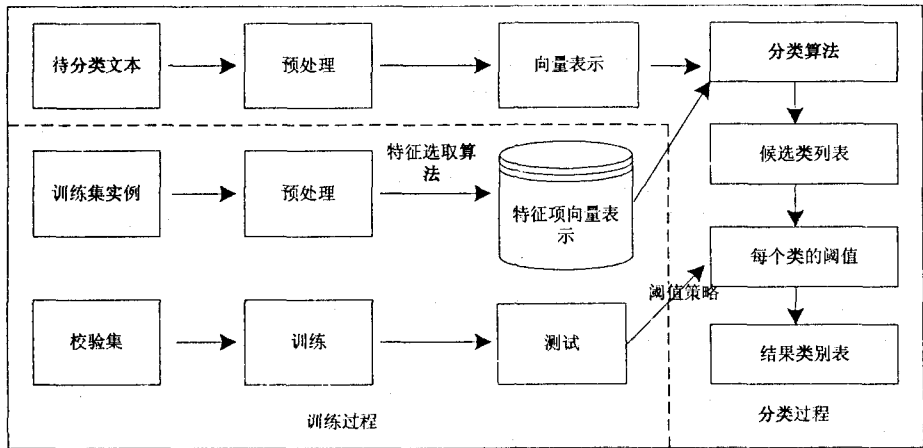 待分类文本
预处理
向量表示
分类算法
候选类列表
训练集实例
预处理
特征选取算
法
特征项向量表
示
每个类的阈值
阈值策略
校验集
训练
测试
结果类别表
训练过程
分类过程